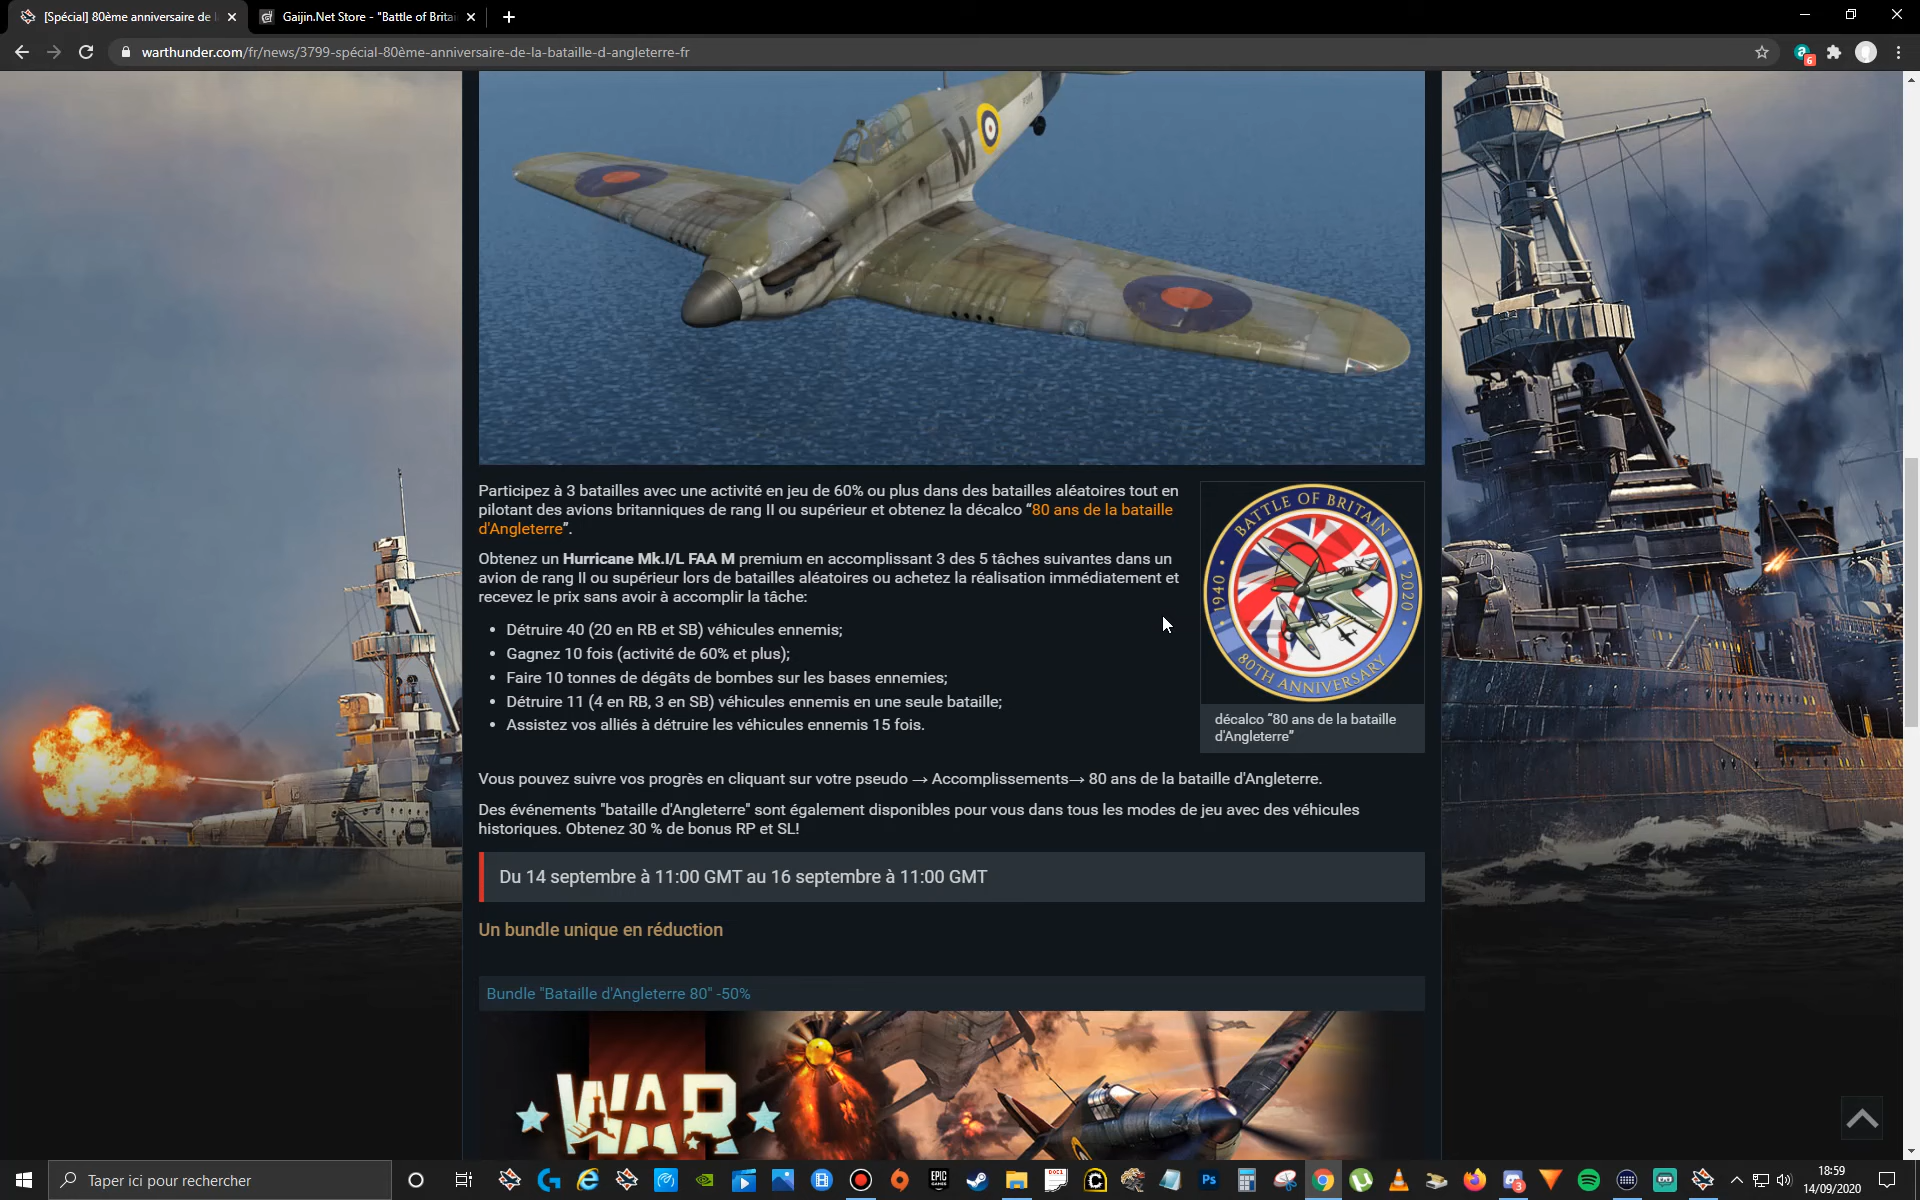 [Spécial] 80ème anniversaire de l
Gaijin.Net Store - "Battle of Britai
warthunder.com/fr/news/3799-spécial-80ème-anniversaire-de-la-bataille-d-angleterre-fr
6
M
Participez à 3 batailles avec une activité en jeu de 60% ou plus dans des batailles aléatoires tout en
pilotant des avions britanniques de rang II ou supérieur et obtenez la décalco “80 ans de la bataille
d'Angleterre”.
Obtenez un Hurricane Mk.I/L FAA M premium en accomplissant 3 des 5 tâches suivantes dans un
avion de rang II ou supérieur lors de batailles aléatoires ou achetez la réalisation immédiatement et
recevez le prix sans avoir à accomplir la tâche:
• Détruire 40 (20 en RB et SB) véhicules ennemis;
• Gagnez 10 fois (activité de 60% et plus);
• Faire 10 tonnes de dégâts de bombes sur les bases ennemies;
• Détruire 11 (4 en RB, 3 en SB) véhicules ennemis en une seule bataille;
• Assistez vos alliés à détruire les véhicules ennemis 15 fois.
BATTLE OF BRITAIN
1940
2020
80TH ANNIVERSARY
décalco “80 ans de la bataille
d'Angleterre”
Vous pouvez suivre vos progrès en cliquant sur votre pseudo → Accomplissements→ 80 ans de la bataille d'Angleterre.
Des événements "bataille d'Angleterre" sont également disponibles pour vous dans tous les modes de jeu avec des véhicules
historiques. Obtenez 30 % de bonus RP et SL!
Du 14 septembre à 11:00 GMT au 16 septembre à 11:00 GMT
Un bundle unique en réduction
Bundle "Bataille d'Angleterre 80" -50%
WAR
Taper ici pour rechercher
EPIC
GAMES
Ps
3
18:59
14/09/2020